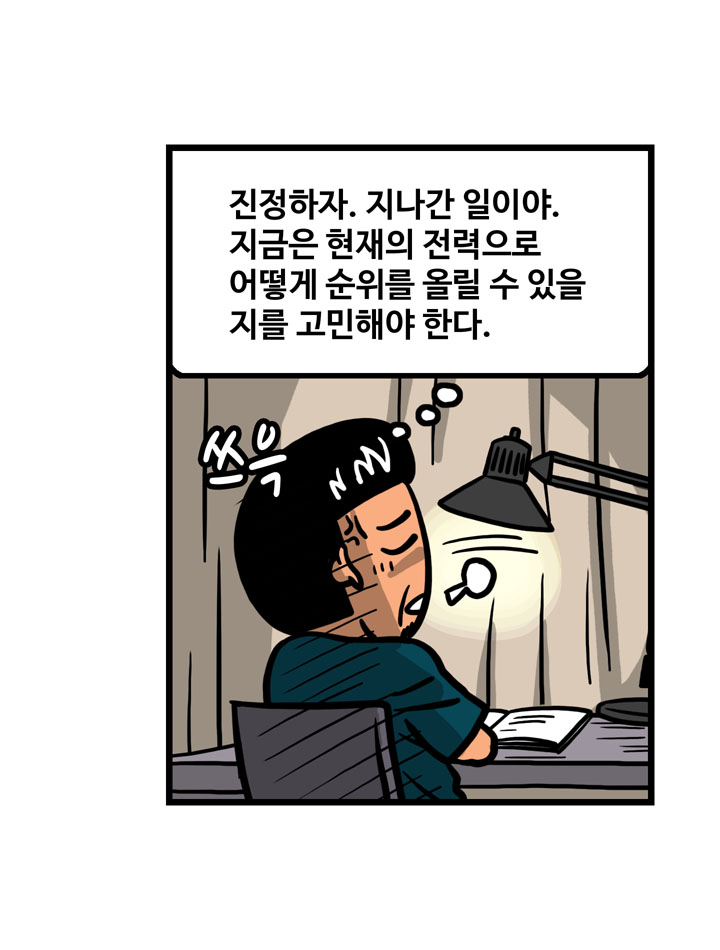 진정하자. 지나간 일이야.
지금은 현재의 전력으로
어떻게 순위를 올릴 수 있을
지를 고민해야 한다.
쓰윽